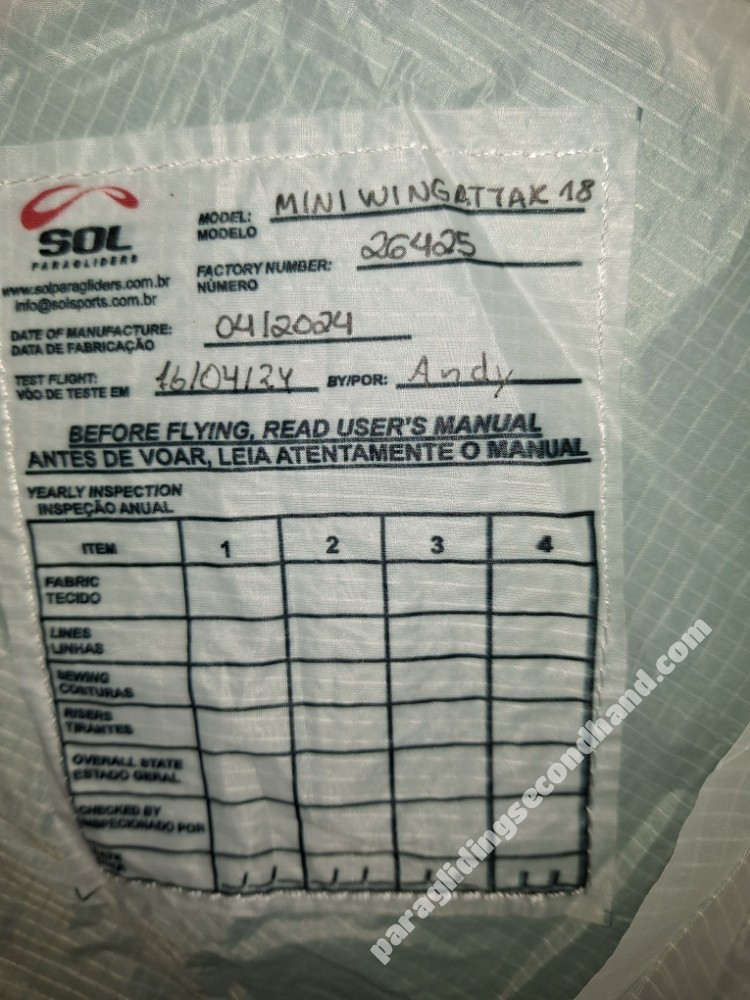 SOL
PARAGLIDERS
www.solparagliders.com.br
info@solsports.com.br
MODEL: MINI WING ATTAK 18
MODELO
FACTORY NUMBER: 26425
NÚMERO
DATE OF MANUFACTURE: 04/2024
DATA DE FABRICAÇÃO
TEST FLIGHT: 16/04/24 BY/POR: Andy
VÔO DE TESTE EM
BEFORE FLYING, READ USER'S MANUAL
ANTES DE VOAR, LEIA ATENTAMENTE O MANUAL
YEARLY INSPECTION
INSPEÇÃO ANUAL
ITEM 1 2 3 4
FABRIC
TECIDO
LINES
LINHAS
SEWING
COSTURAS
RISERS
TIRANTES
OVERALL STATE
ESTADO GERAL
CHECKED BY
INSPECIONADO POR
paraglidingsecondhand.com